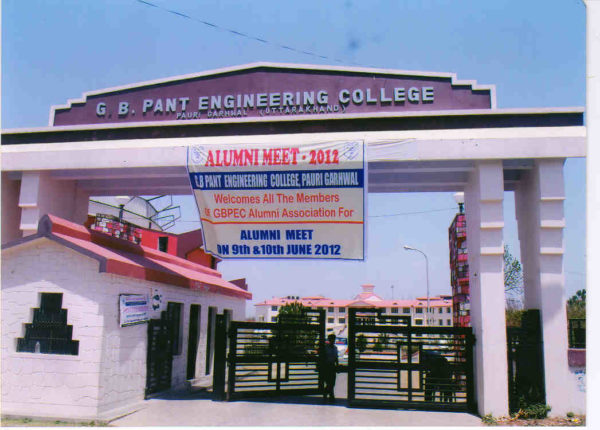 G. B. PANT ENGINEERING COLLEGE
PAURI GARHWAL (UTTARAKHAND)
ALUMNI MEET - 2012
.B PANT ENGINEERING COLLEGE, PAURI GARHWAL
Welcomes All The Members
OF GBPEC Alumni Association For
ALUMNI MEET
ON 9th &10th JUNE 2012